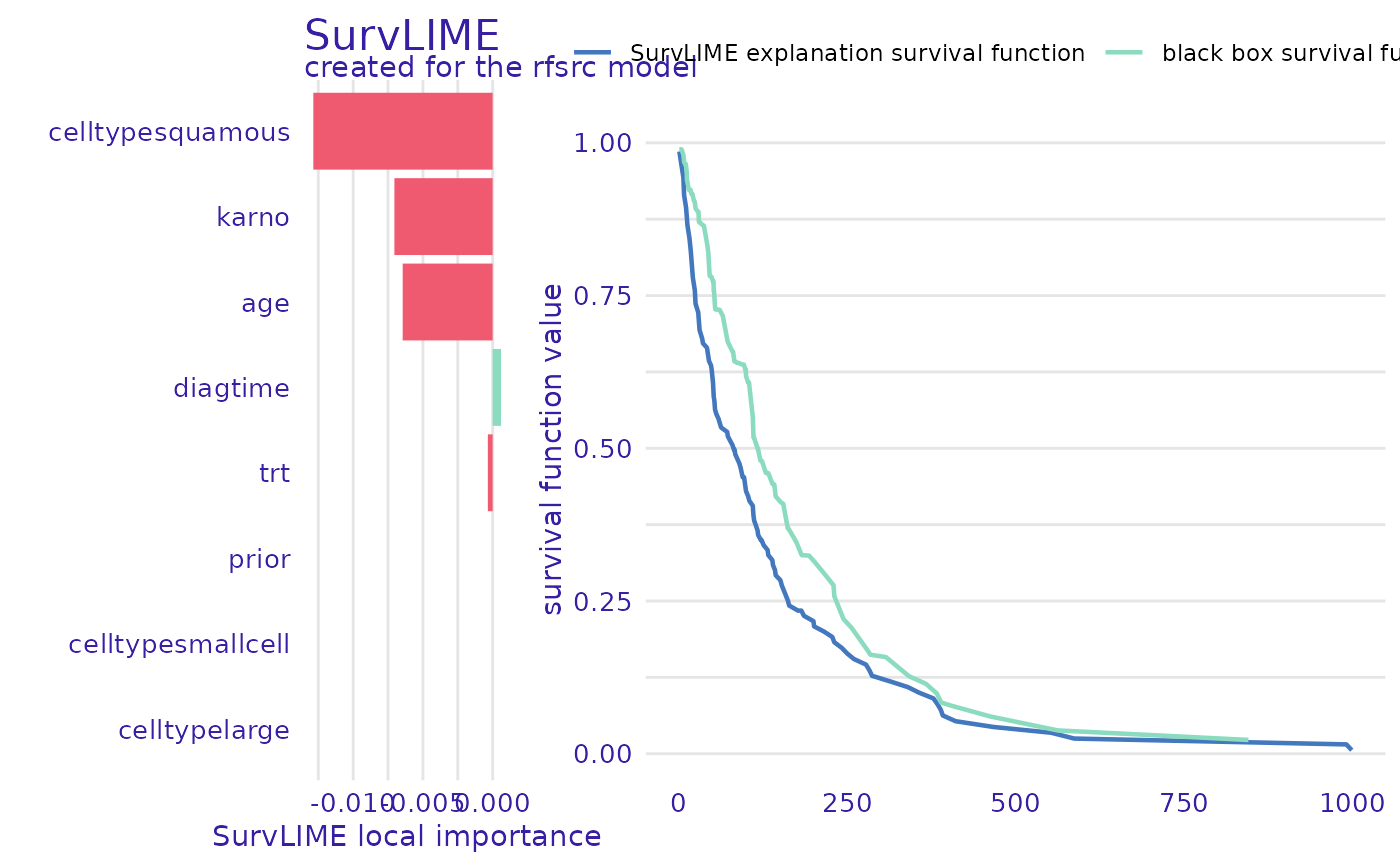 SurvLIME
created for the rfsrc model
SurvLIME explanation survival function
black box survival fu
celltypesquamous
karno
age
diagtime
trt
prior
celltypesmallcell
celltypelarge
-0.010
-0.005
0.000
SurvLIME local importance
survival function value
1.00
0.75
0.50
0.25
0.00
0
250
500
750
1000